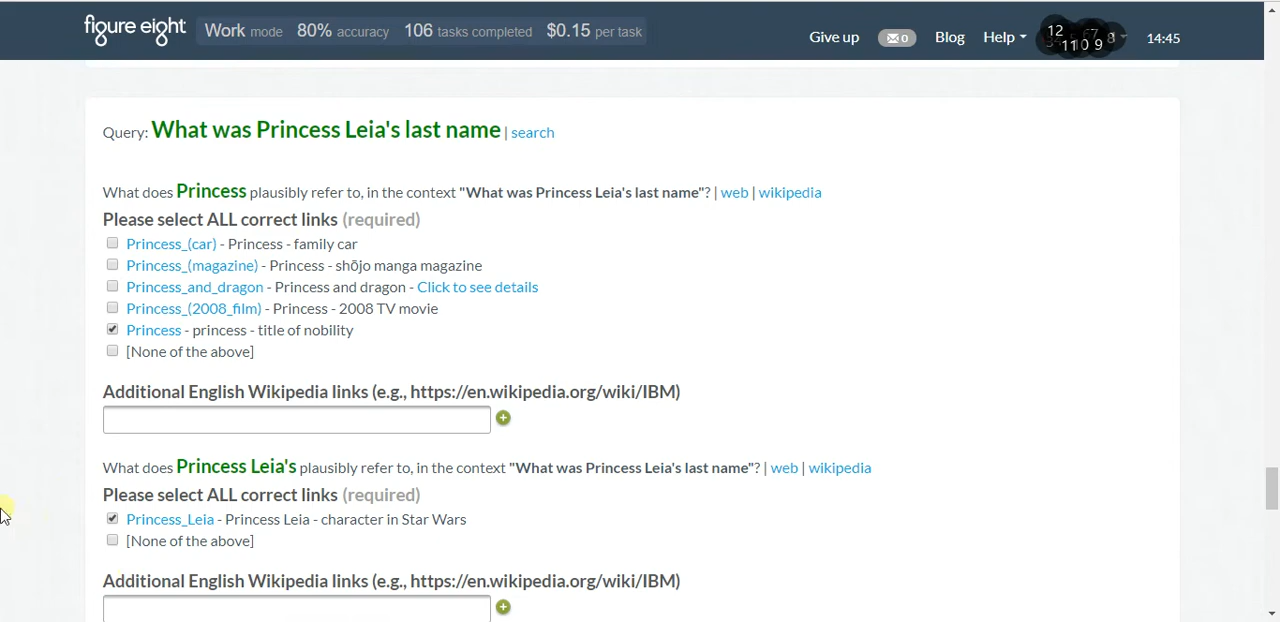 figure eight Work mode 80% accuracy 106 tasks completed $0.15 per task Give up 0 Blog Help 14:45
Query: What was Princess Leia's last name | search
What does Princess plausibly refer to, in the context "What was Princess Leia's last name"? | web | wikipedia
Please select ALL correct links (required)
Princess_(car) - Princess - family car
Princess_(magazine) - Princess - shōjo manga magazine
Princess_and_dragon - Princess and dragon - Click to see details
Princess_(2008_film) - Princess - 2008 TV movie
Princess - princess - title of nobility
[None of the above]
Additional English Wikipedia links (e.g., https://en.wikipedia.org/wiki/IBM)
What does Princess Leia's plausibly refer to, in the context "What was Princess Leia's last name"? | web | wikipedia
Please select ALL correct links (required)
Princess_Leia - Princess Leia - character in Star Wars
[None of the above]
Additional English Wikipedia links (e.g., https://en.wikipedia.org/wiki/IBM)